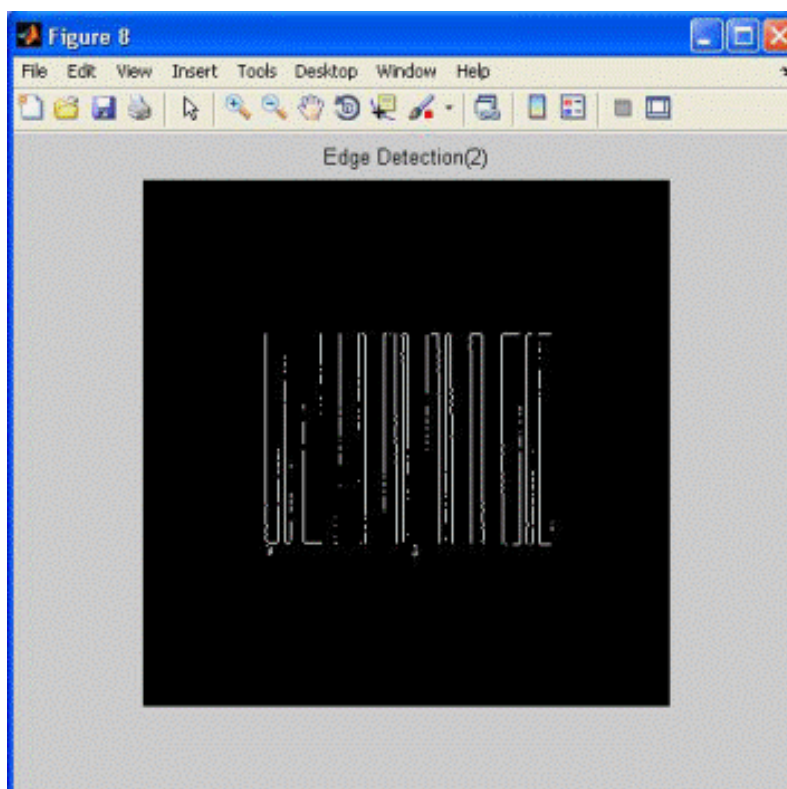 Figure 8
File Edit View Insert Tools Desktop Window Help
Edge Detection(2)